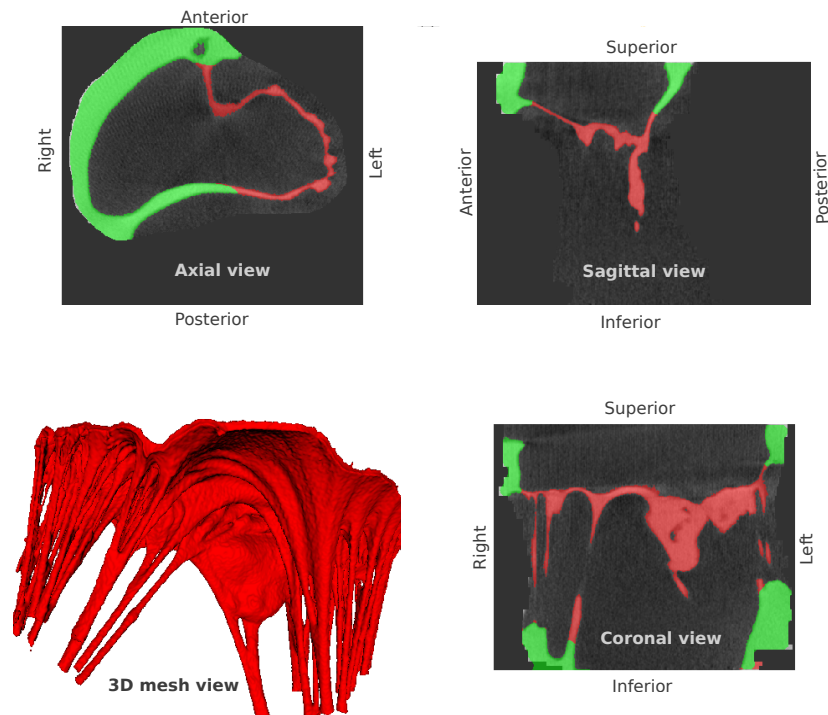 Anterior
Right
Left
Axial view
Posterior
Superior
Anterior
Posterior
Sagittal view
Inferior
3D mesh view
Superior
Right
Left
Coronal view
Inferior